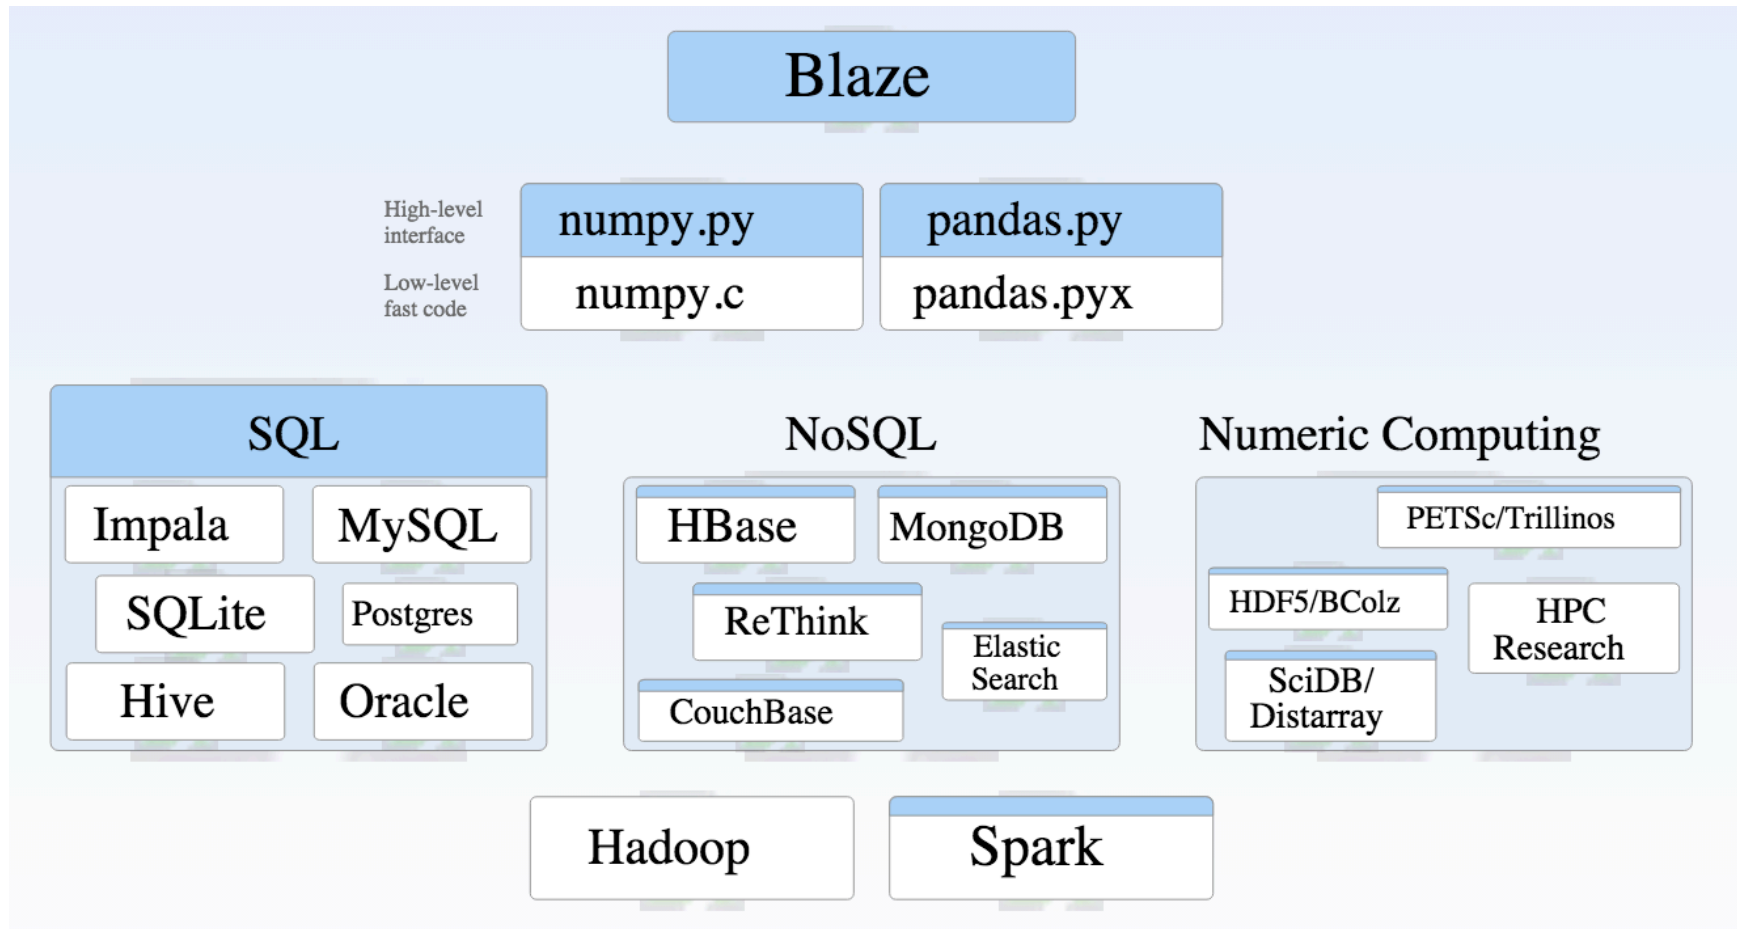 Blaze
High-level
interface
numpy.py
pandas.py
Low-level
fast code
numpy.c
pandas.pyx
SQL
Impala
MySQL
SQLite
Postgres
Hive
Oracle
NoSQL
HBase
MongoDB
ReThink
Elastic
Search
CouchBase
Numeric Computing
PETSc/Trillinos
HDF5/BColz
HPC
Research
SciDB/
Distarray
Hadoop
Spark